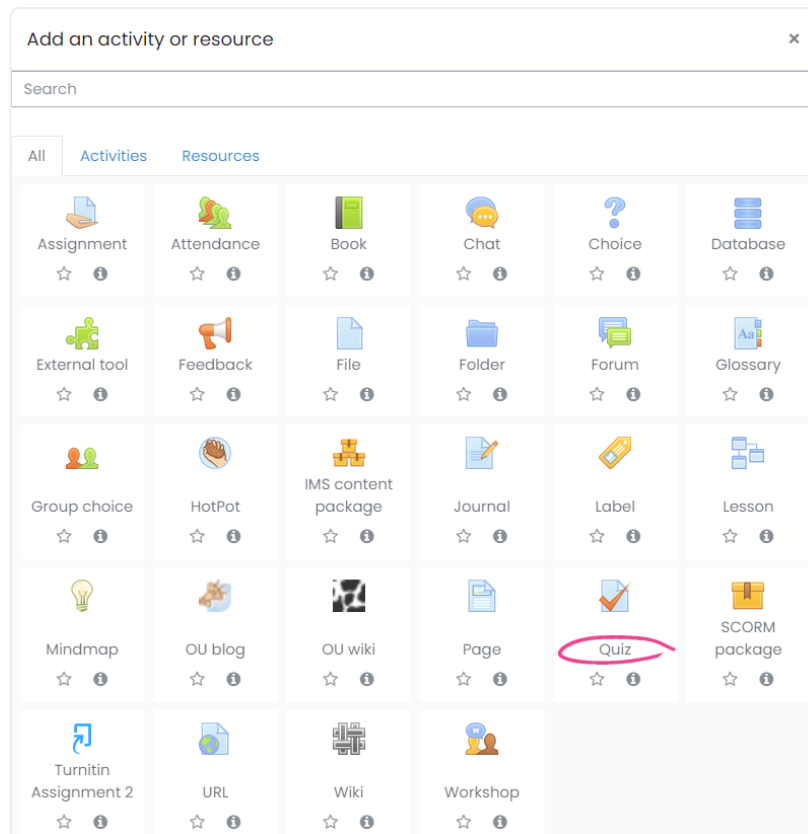 Add an activity or resource ×
Search
All Activities Resources
Assignment Attendance Book Chat Choice Database
External tool Feedback File Folder Forum Glossary
Group choice HotPot IMS content
package Journal Label Lesson
Mindmap OU blog OU wiki Page Quiz SCORM
package
Turnitin
Assignment 2 URL Wiki Workshop